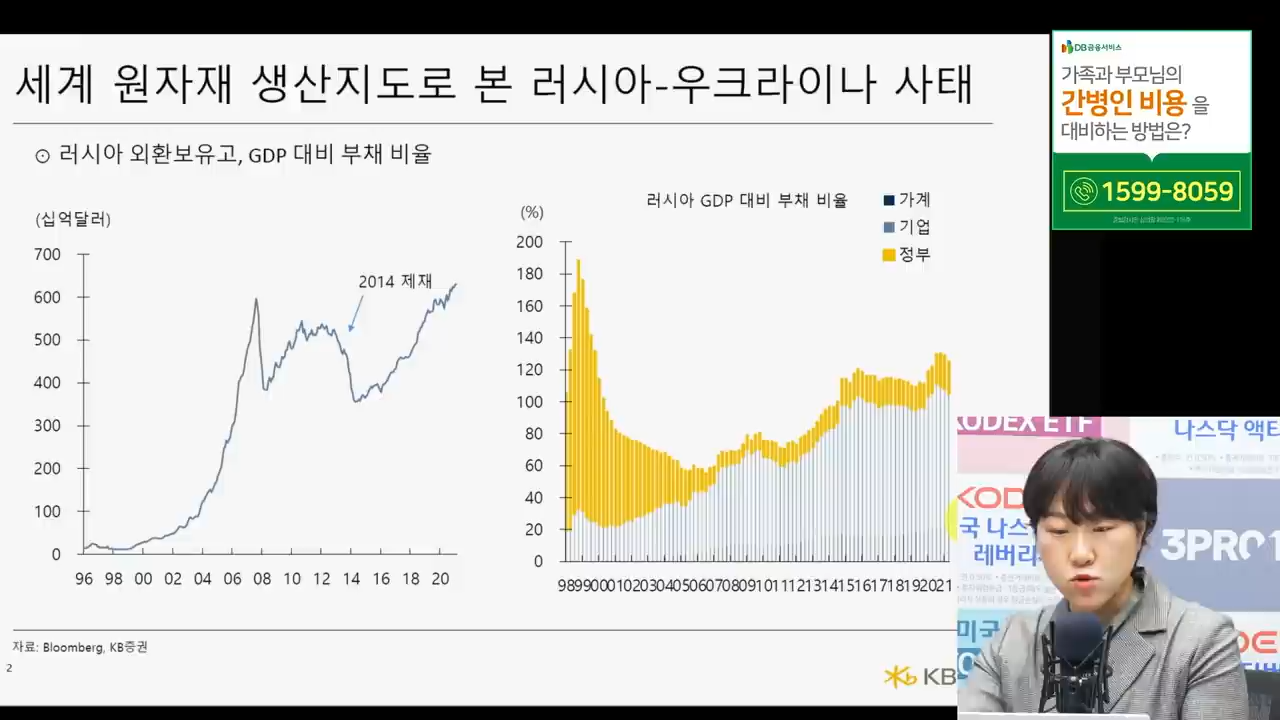 세계 원자재 생산지도로 본 러시아-우크라이나 사태
⊙ 러시아 외환보유고, GDP 대비 부채 비율
(십억달러)
700
600
500
400
300
200
100
0
2014 제재
96 98 00 02 04 06 08 10 12 14 16 18 20
(%)
러시아 GDP 대비 부채 비율
가계
기업
정부
200
180
160
140
120
100
80
60
40
20
0
989900010203040506070809101112131415161718192021
자료: Bloomberg, KB증권
2
KB
DB금융서비스
가족과 부모님의
간병인 비용 을
대비하는 방법은?
1599-8059
KODEX ETF
나스닥 액티
KOD
국 나스
레버리
3PRO
미국